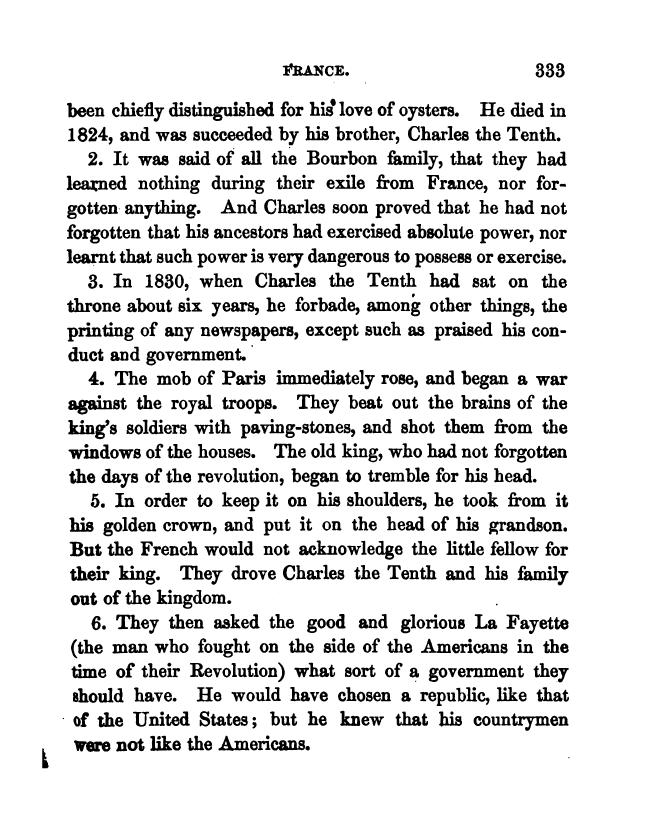 FRANCE. 333
been chiefly distinguished for his love of oysters. He died in
1824, and was succeeded by his brother, Charles the Tenth.
2. It was said of all the Bourbon family, that they had
learned nothing during their exile from France, nor for-
gotten anything. And Charles soon proved that he had not
forgotten that his ancestors had exercised absolute power, nor
learnt that such power is very dangerous to possess or exercise.
3. In 1830, when Charles the Tenth had sat on the
throne about six years, he forbade, among other things, the
printing of any newspapers, except such as praised his con-
duct and government.
4. The mob of Paris immediately rose, and began a war
against the royal troops. They beat out the brains of the
king's soldiers with paving-stones, and shot them from the
windows of the houses. The old king, who had not forgotten
the days of the revolution, began to tremble for his head.
5. In order to keep it on his shoulders, he took from it
his golden crown, and put it on the head of his grandson.
But the French would not acknowledge the little fellow for
their king. They drove Charles the Tenth and his family
out of the kingdom.
6. They then asked the good and glorious La Fayette
(the man who fought on the side of the Americans in the
time of their Revolution) what sort of a government they
should have. He would have chosen a republic, like that
of the United States; but he knew that his countrymen
were not like the Americans.